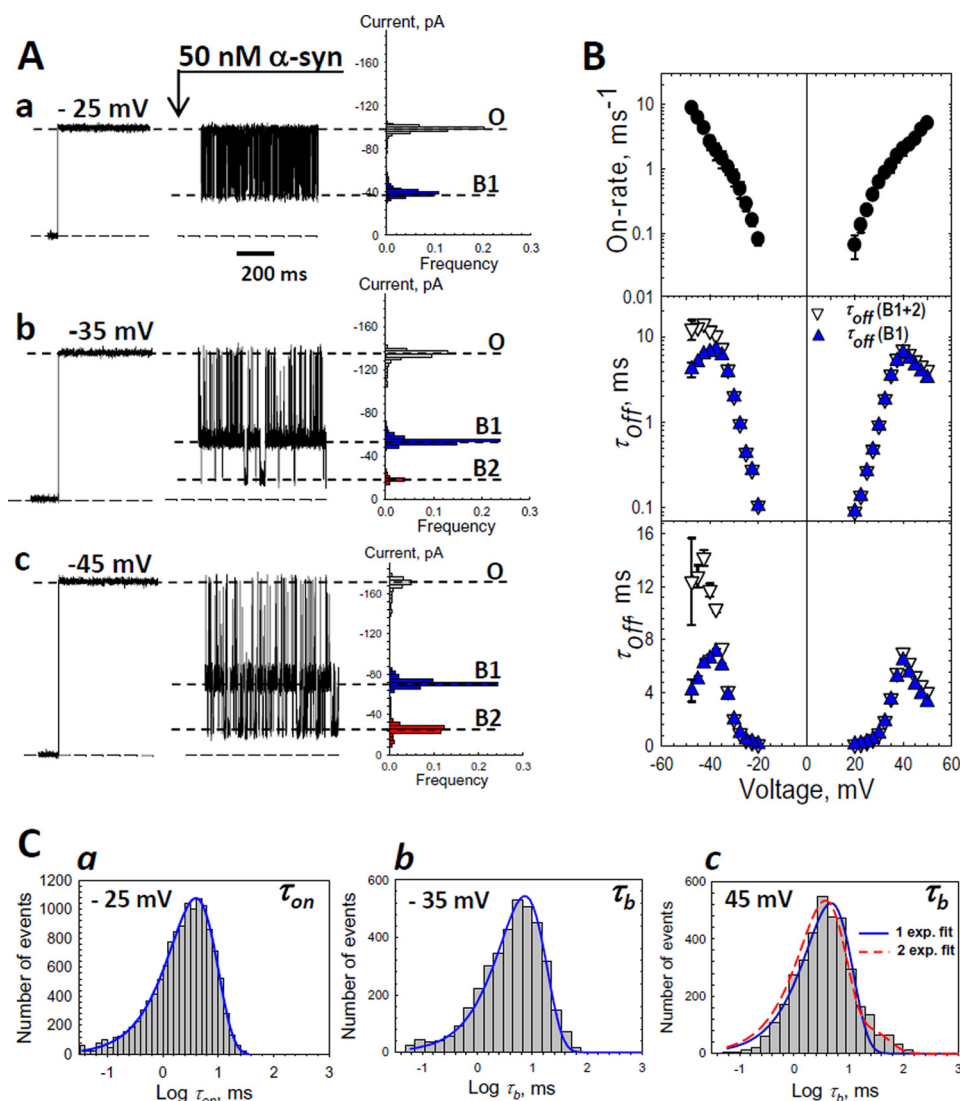 A
50 nM α-syn
a
- 25 mV
Current, pA
-160
-120
-80
-40
0
O
B1
0.0 0.1 0.2 0.3
Frequency
200 ms
b
-35 mV
Current, pA
-160
-120
-80
-40
0
O
B1
B2
0.0 0.1 0.2 0.3
Frequency
c
-45 mV
Current, pA
-160
-120
-80
-40
0
O
B1
B2
0.0 0.1 0.2 0.3
Frequency
B
On-rate, ms-1
10
1
0.1
0.01
τoff, ms
10
1
0.1
τoff (B1+2)
τoff (B1)
τoff, ms
16
12
8
4
0
-60 -40 -20 0 20 40 60
Voltage, mV
C
a
- 25 mV
τon
Number of events
1200
1000
800
600
400
200
0
-1 0 1 2 3
Log τon, ms
b
- 35 mV
τb
Number of events
600
400
200
0
-1 0 1 2 3
Log τb, ms
c
45 mV
τb
1 exp. fit
2 exp. fit
Number of events
600
400
200
0
-1 0 1 2 3
Log τb, ms